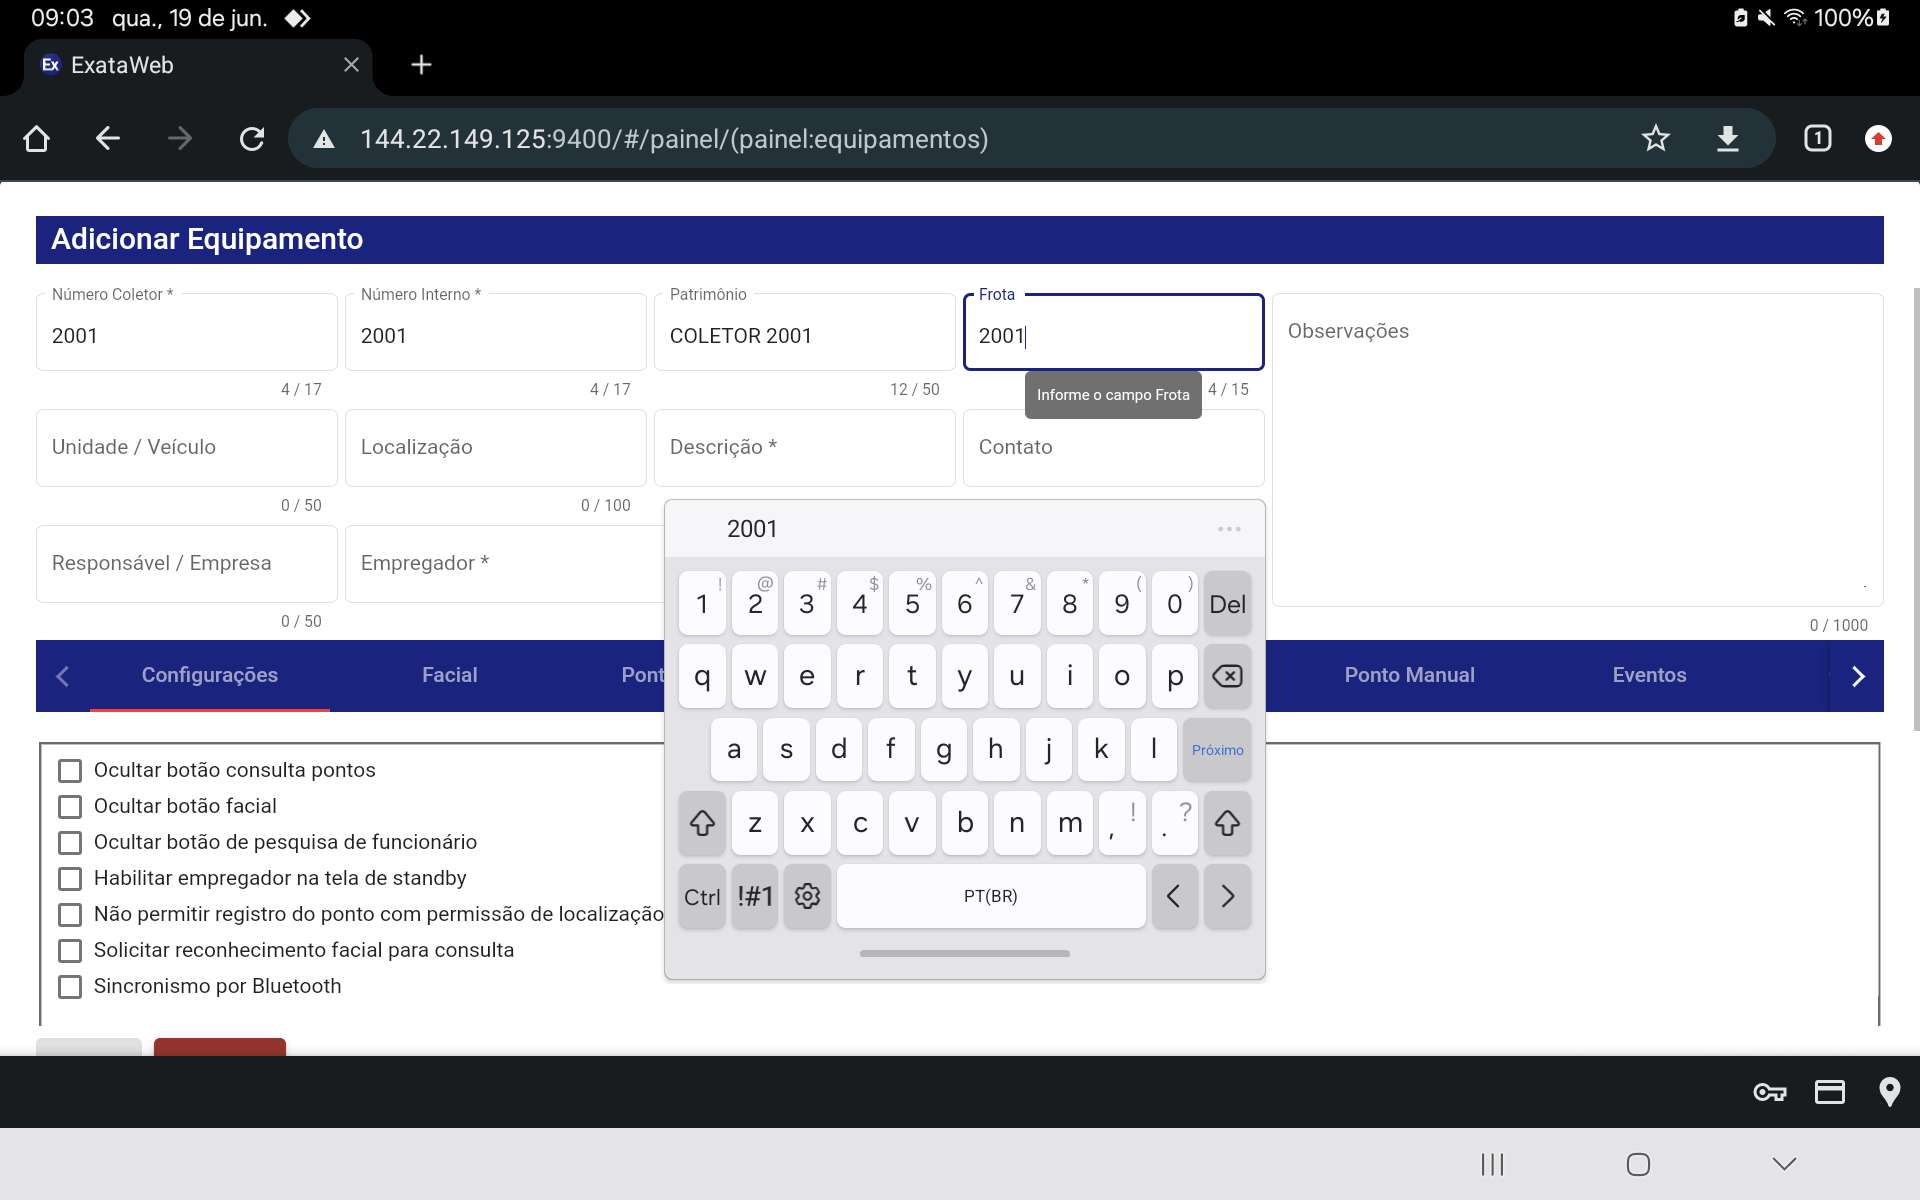 09:03 qua., 19 de jun. 100%
Ex ExataWeb
144.22.149.125:9400/#/painel/(painel:equipamentos) 1
Adicionar Equipamento
Número Coletor * Número Interno * Patrimônio Frota
2001 2001 COLETOR 2001 2001 Observações
4 / 17 4 / 17 12 / 50 Informe o campo Frota 4 / 15
Unidade / Veículo Localização Descrição * Contato
0 / 50 0 / 100
2001
Responsável / Empresa Empregador *
0 / 50 0 / 1000
! @ # $ % ^ & * ( )
1 2 3 4 5 6 7 8 9 0 Del
Configurações Facial Pont Ponto Manual Eventos
q w e r t y u i o p
a s d f g h j k l Próximo
z x c v b n m , ! . ?
Ctrl !#1 PT(BR)
Ocultar botão consulta pontos
Ocultar botão facial
Ocultar botão de pesquisa de funcionário
Habilitar empregador na tela de standby
Não permitir registro do ponto com permissão de localização
Solicitar reconhecimento facial para consulta
Sincronismo por Bluetooth